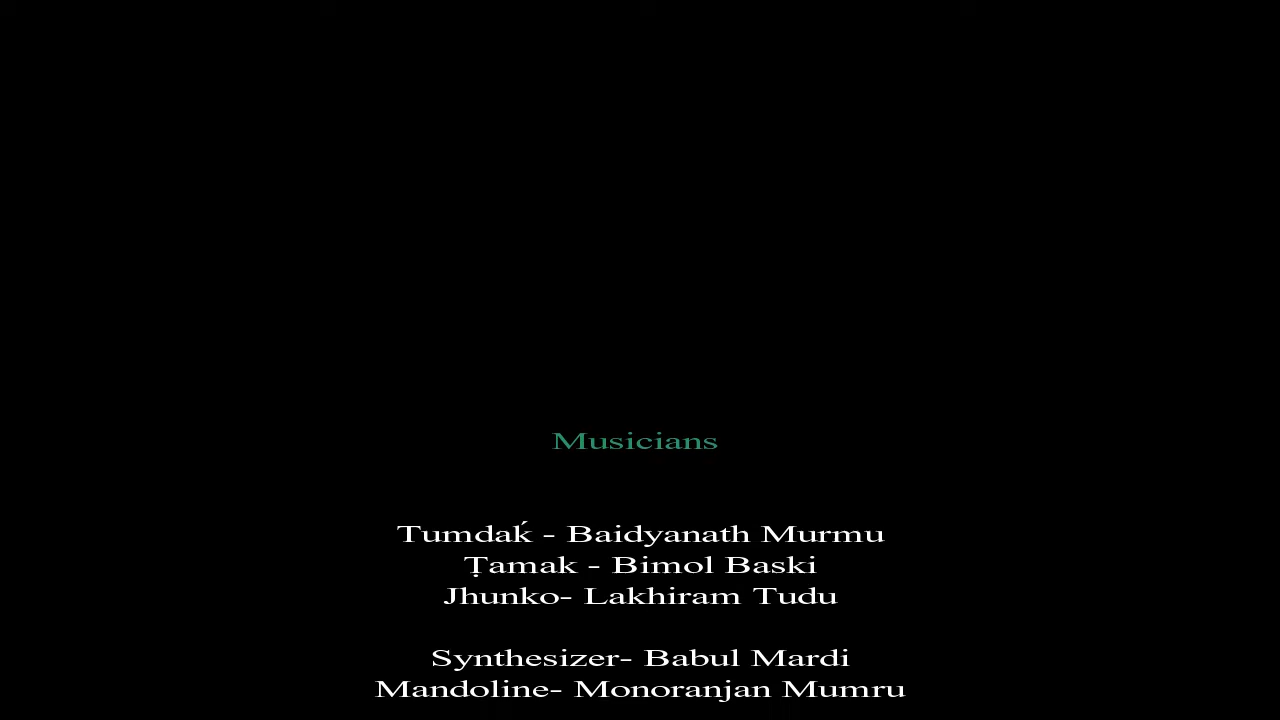 Musicians
Tumdaḱ - Baidyanath Murmu
Ṭamak - Bimol Baski
Jhunko- Lakhiram Tudu
Synthesizer- Babul Mardi
Mandoline- Monoranjan Mumru